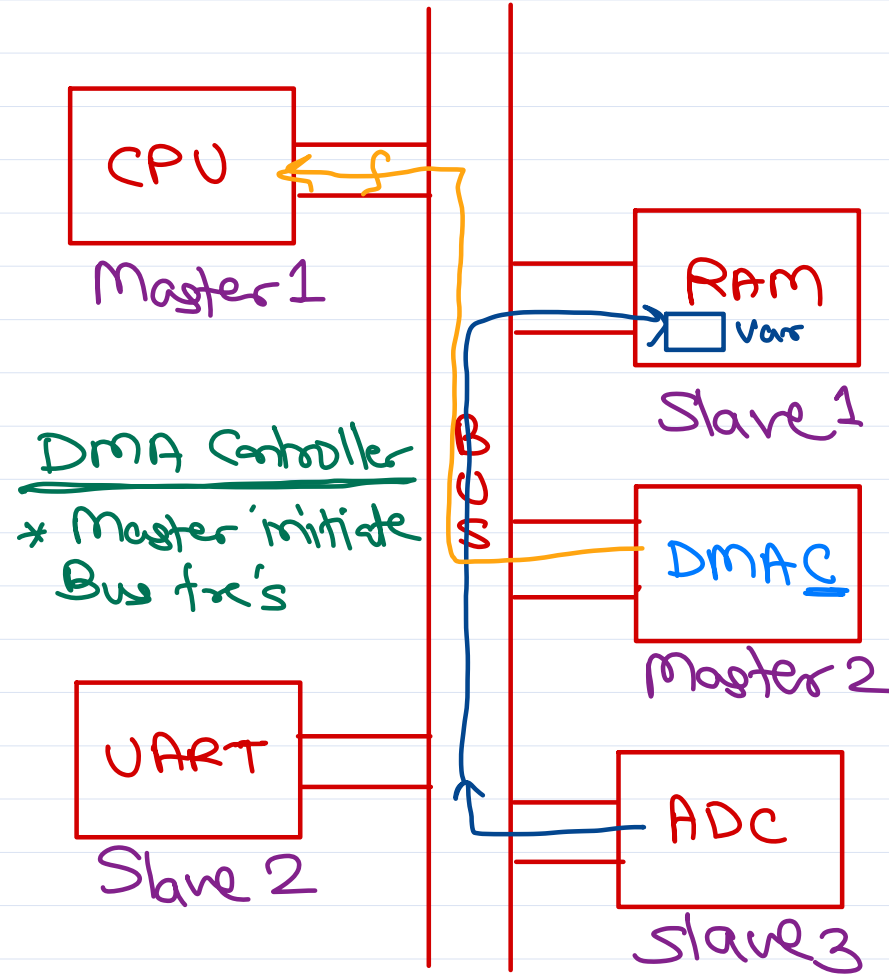 CPU
Master 1
RAM
Var
Slave 1
BUS
DMA Controller
* Master initiate
Bus
DMAC
Master 2
UART
Slave 2
ADC
Slave 3